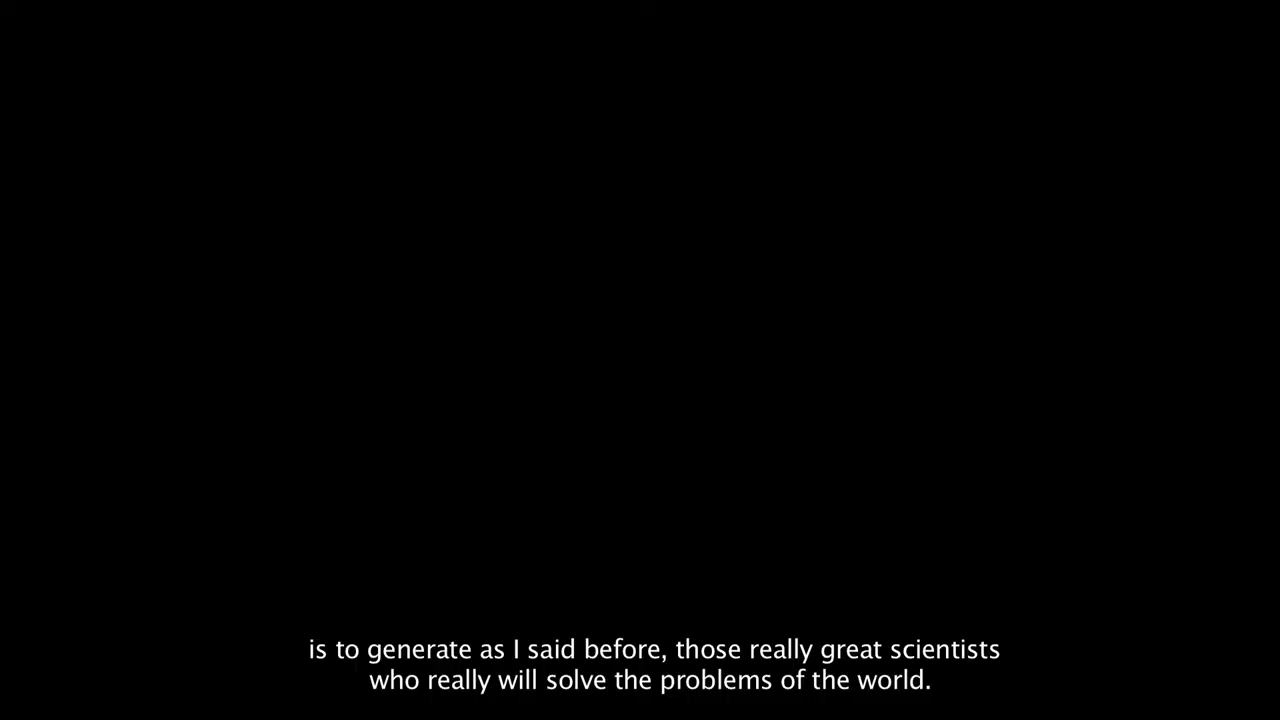 is to generate as I said before, those really great scientists
who really will solve the problems of the world.